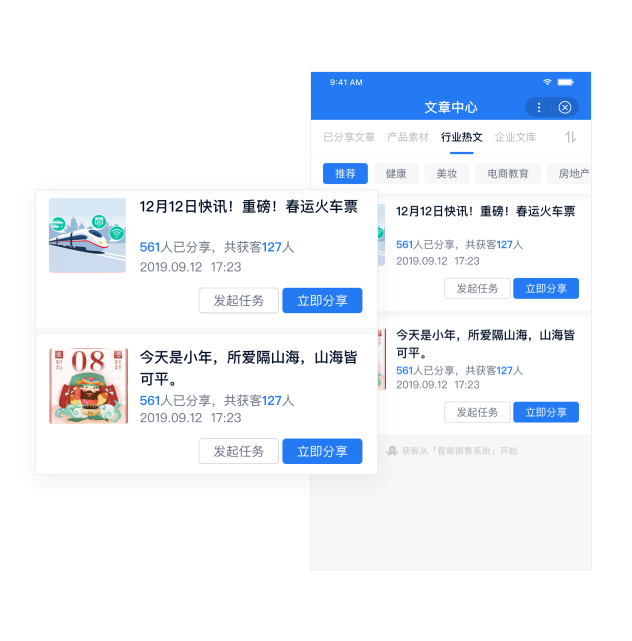 9:41 AM
文章中心
已分享文章 产品素材 行业热文 企业文库
推荐 健康 美妆 电商教育 房地产
12月12日快讯！重磅！春运火车票
561人已分享，共获客127人
2019.09.12 17:23
发起任务 立即分享
今天是小年，所爱隔山海，山海皆
可平。
561人已分享，共获客127人
2019.09.12 17:23
发起任务 立即分享
获客从「智能销售系统」开始
12月12日快讯！重磅！春运火车票
561人已分享，共获客127人
2019.09.12 17:23
发起任务 立即分享
08
今天是小年，所爱隔山海，山海皆
可平。
561人已分享，共获客127人
2019.09.12 17:23
发起任务 立即分享